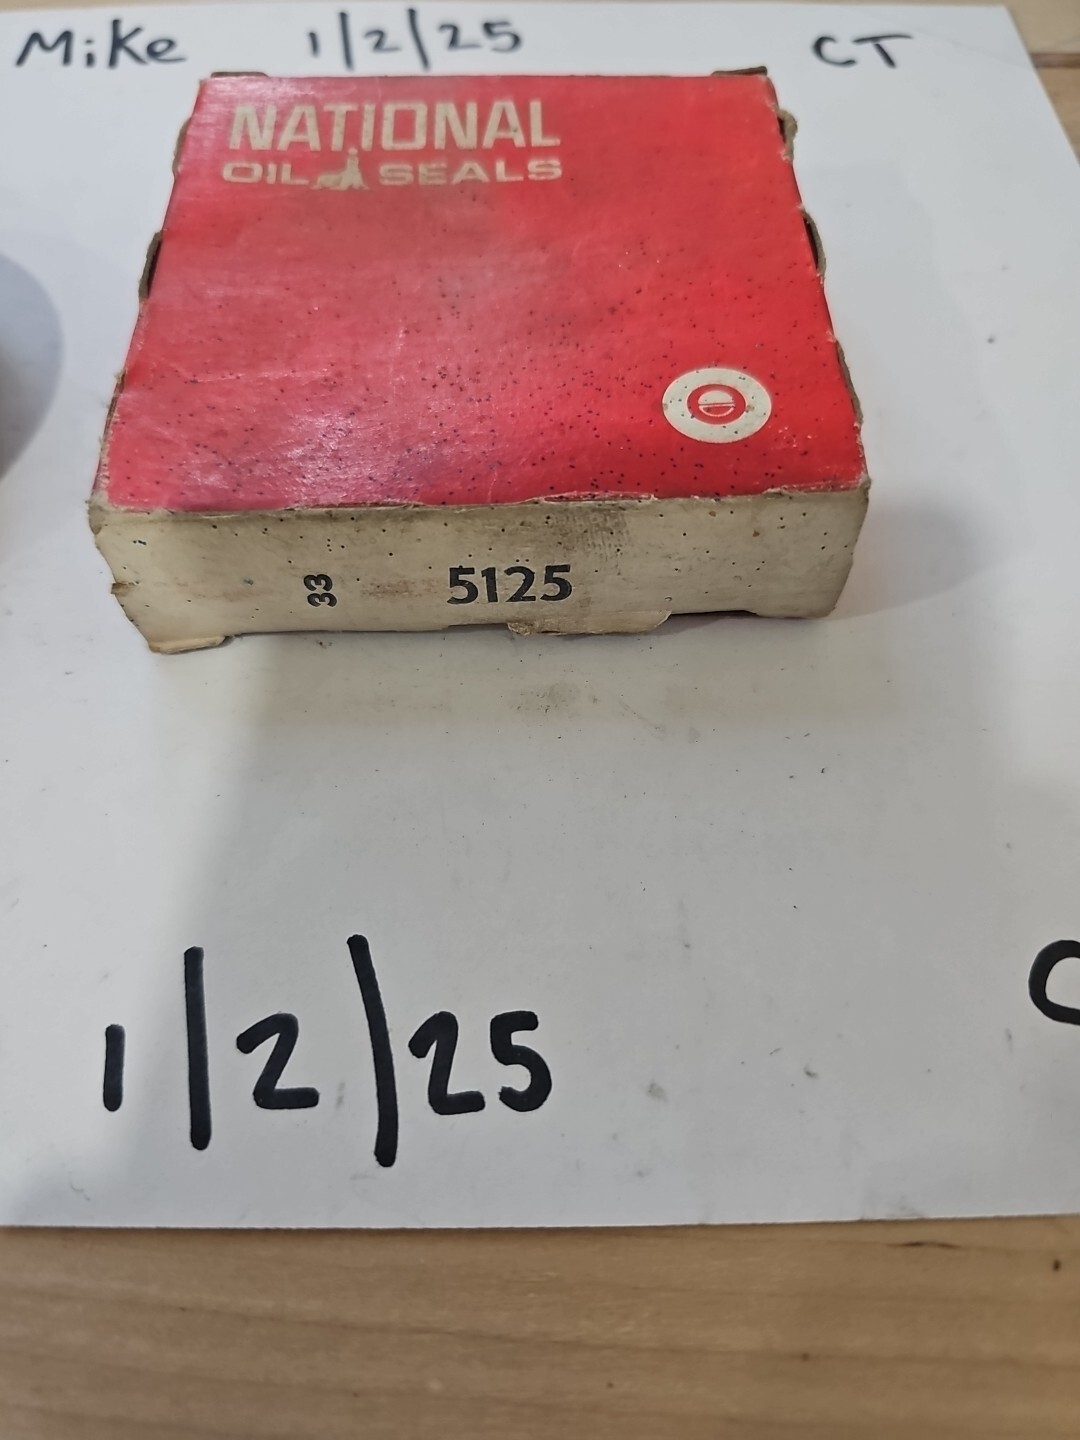 Mike 1/2/25 CT
NATIONAL
OIL SEALS
33 5125
1/2/25